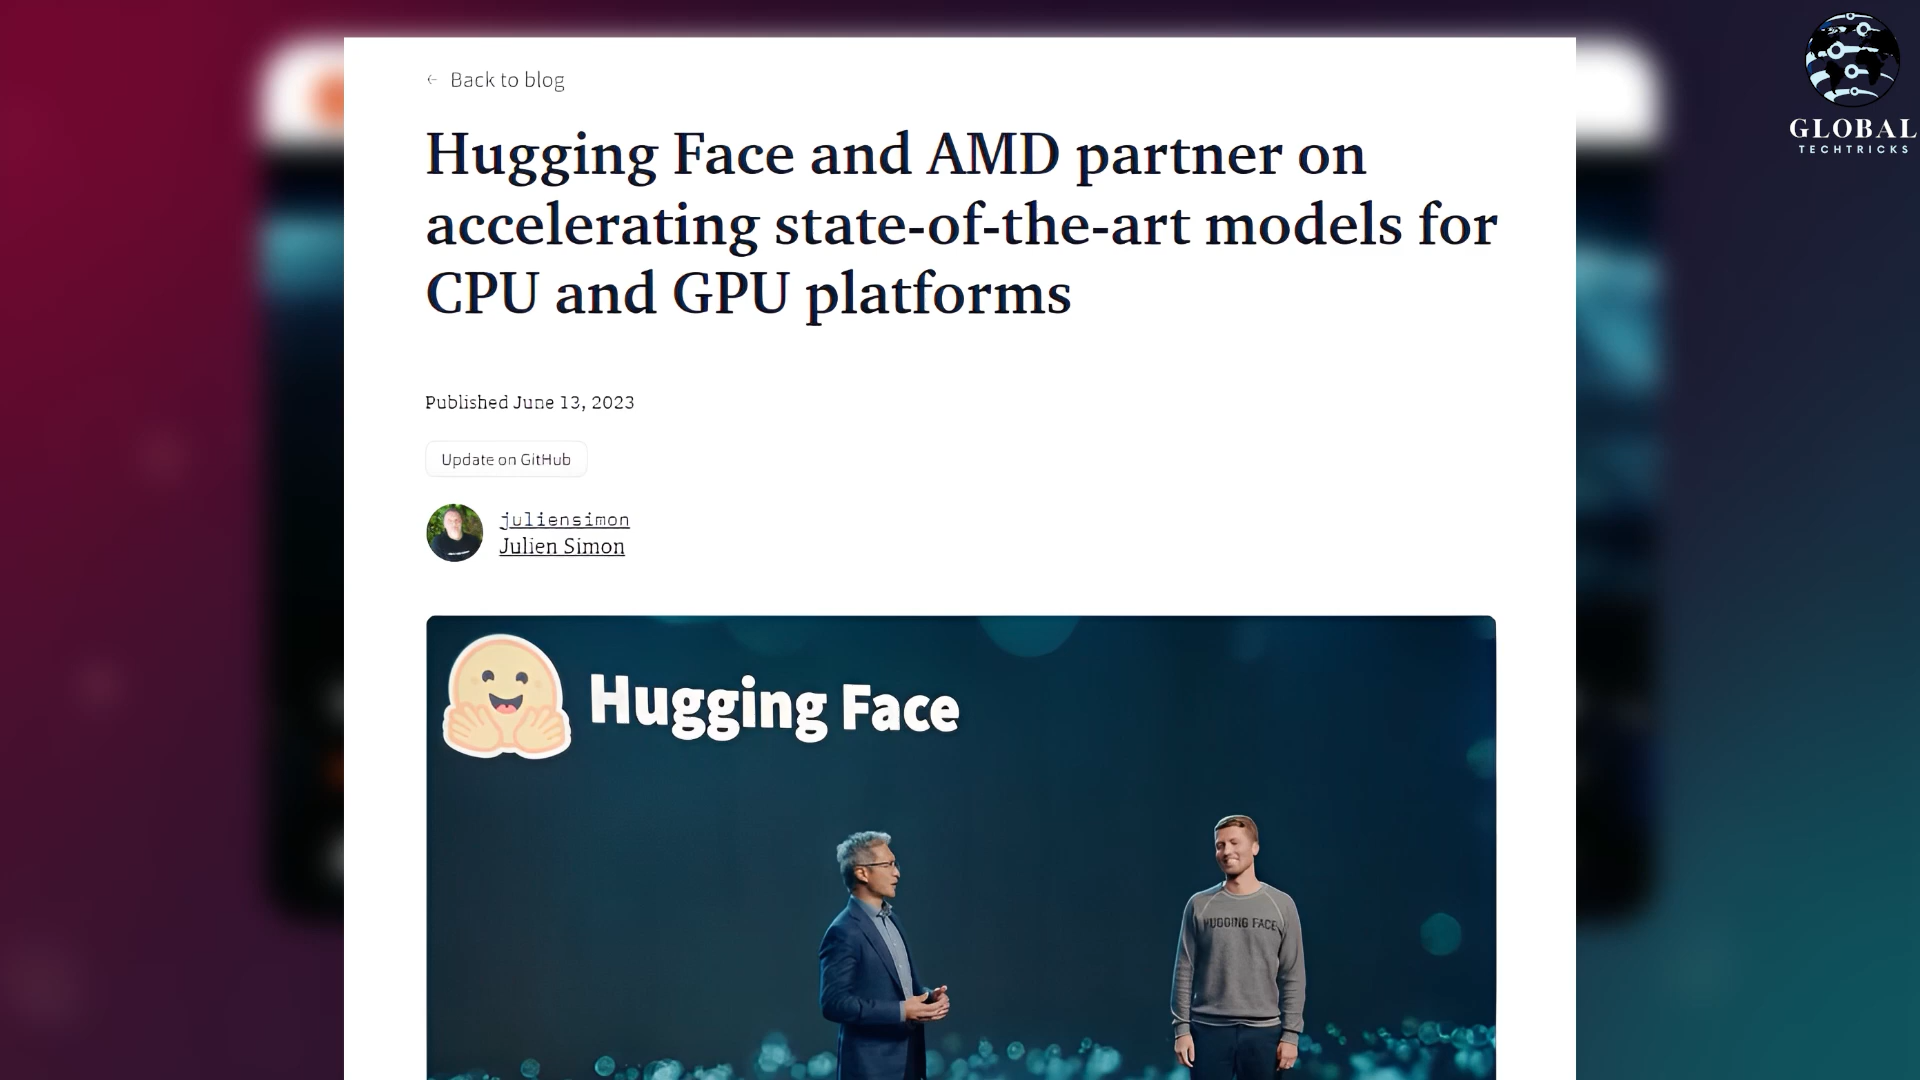 ← Back to blog
Hugging Face and AMD partner on
accelerating state-of-the-art models for
CPU and GPU platforms
Published June 13, 2023
Update on GitHub
juliensimon
Julien Simon
Hugging Face
HUGGING FACE
GLOBAL
TECHTRICKS